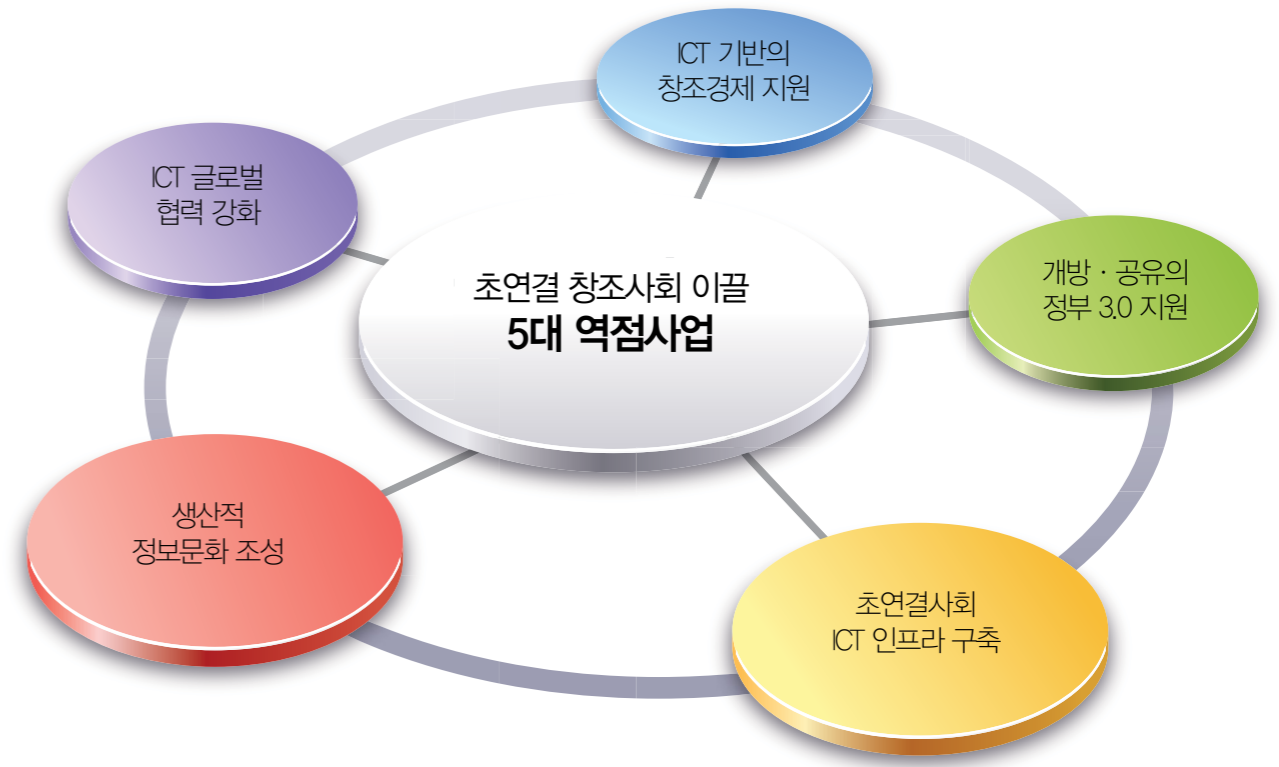 ICT 기반의
창조경제 지원
ICT 글로벌
협력 강화
개방 · 공유의
정부 3.0 지원
초연결 창조사회 이끌
5대 역점사업
생산적
정보문화 조성
초연결사회
ICT 인프라 구축